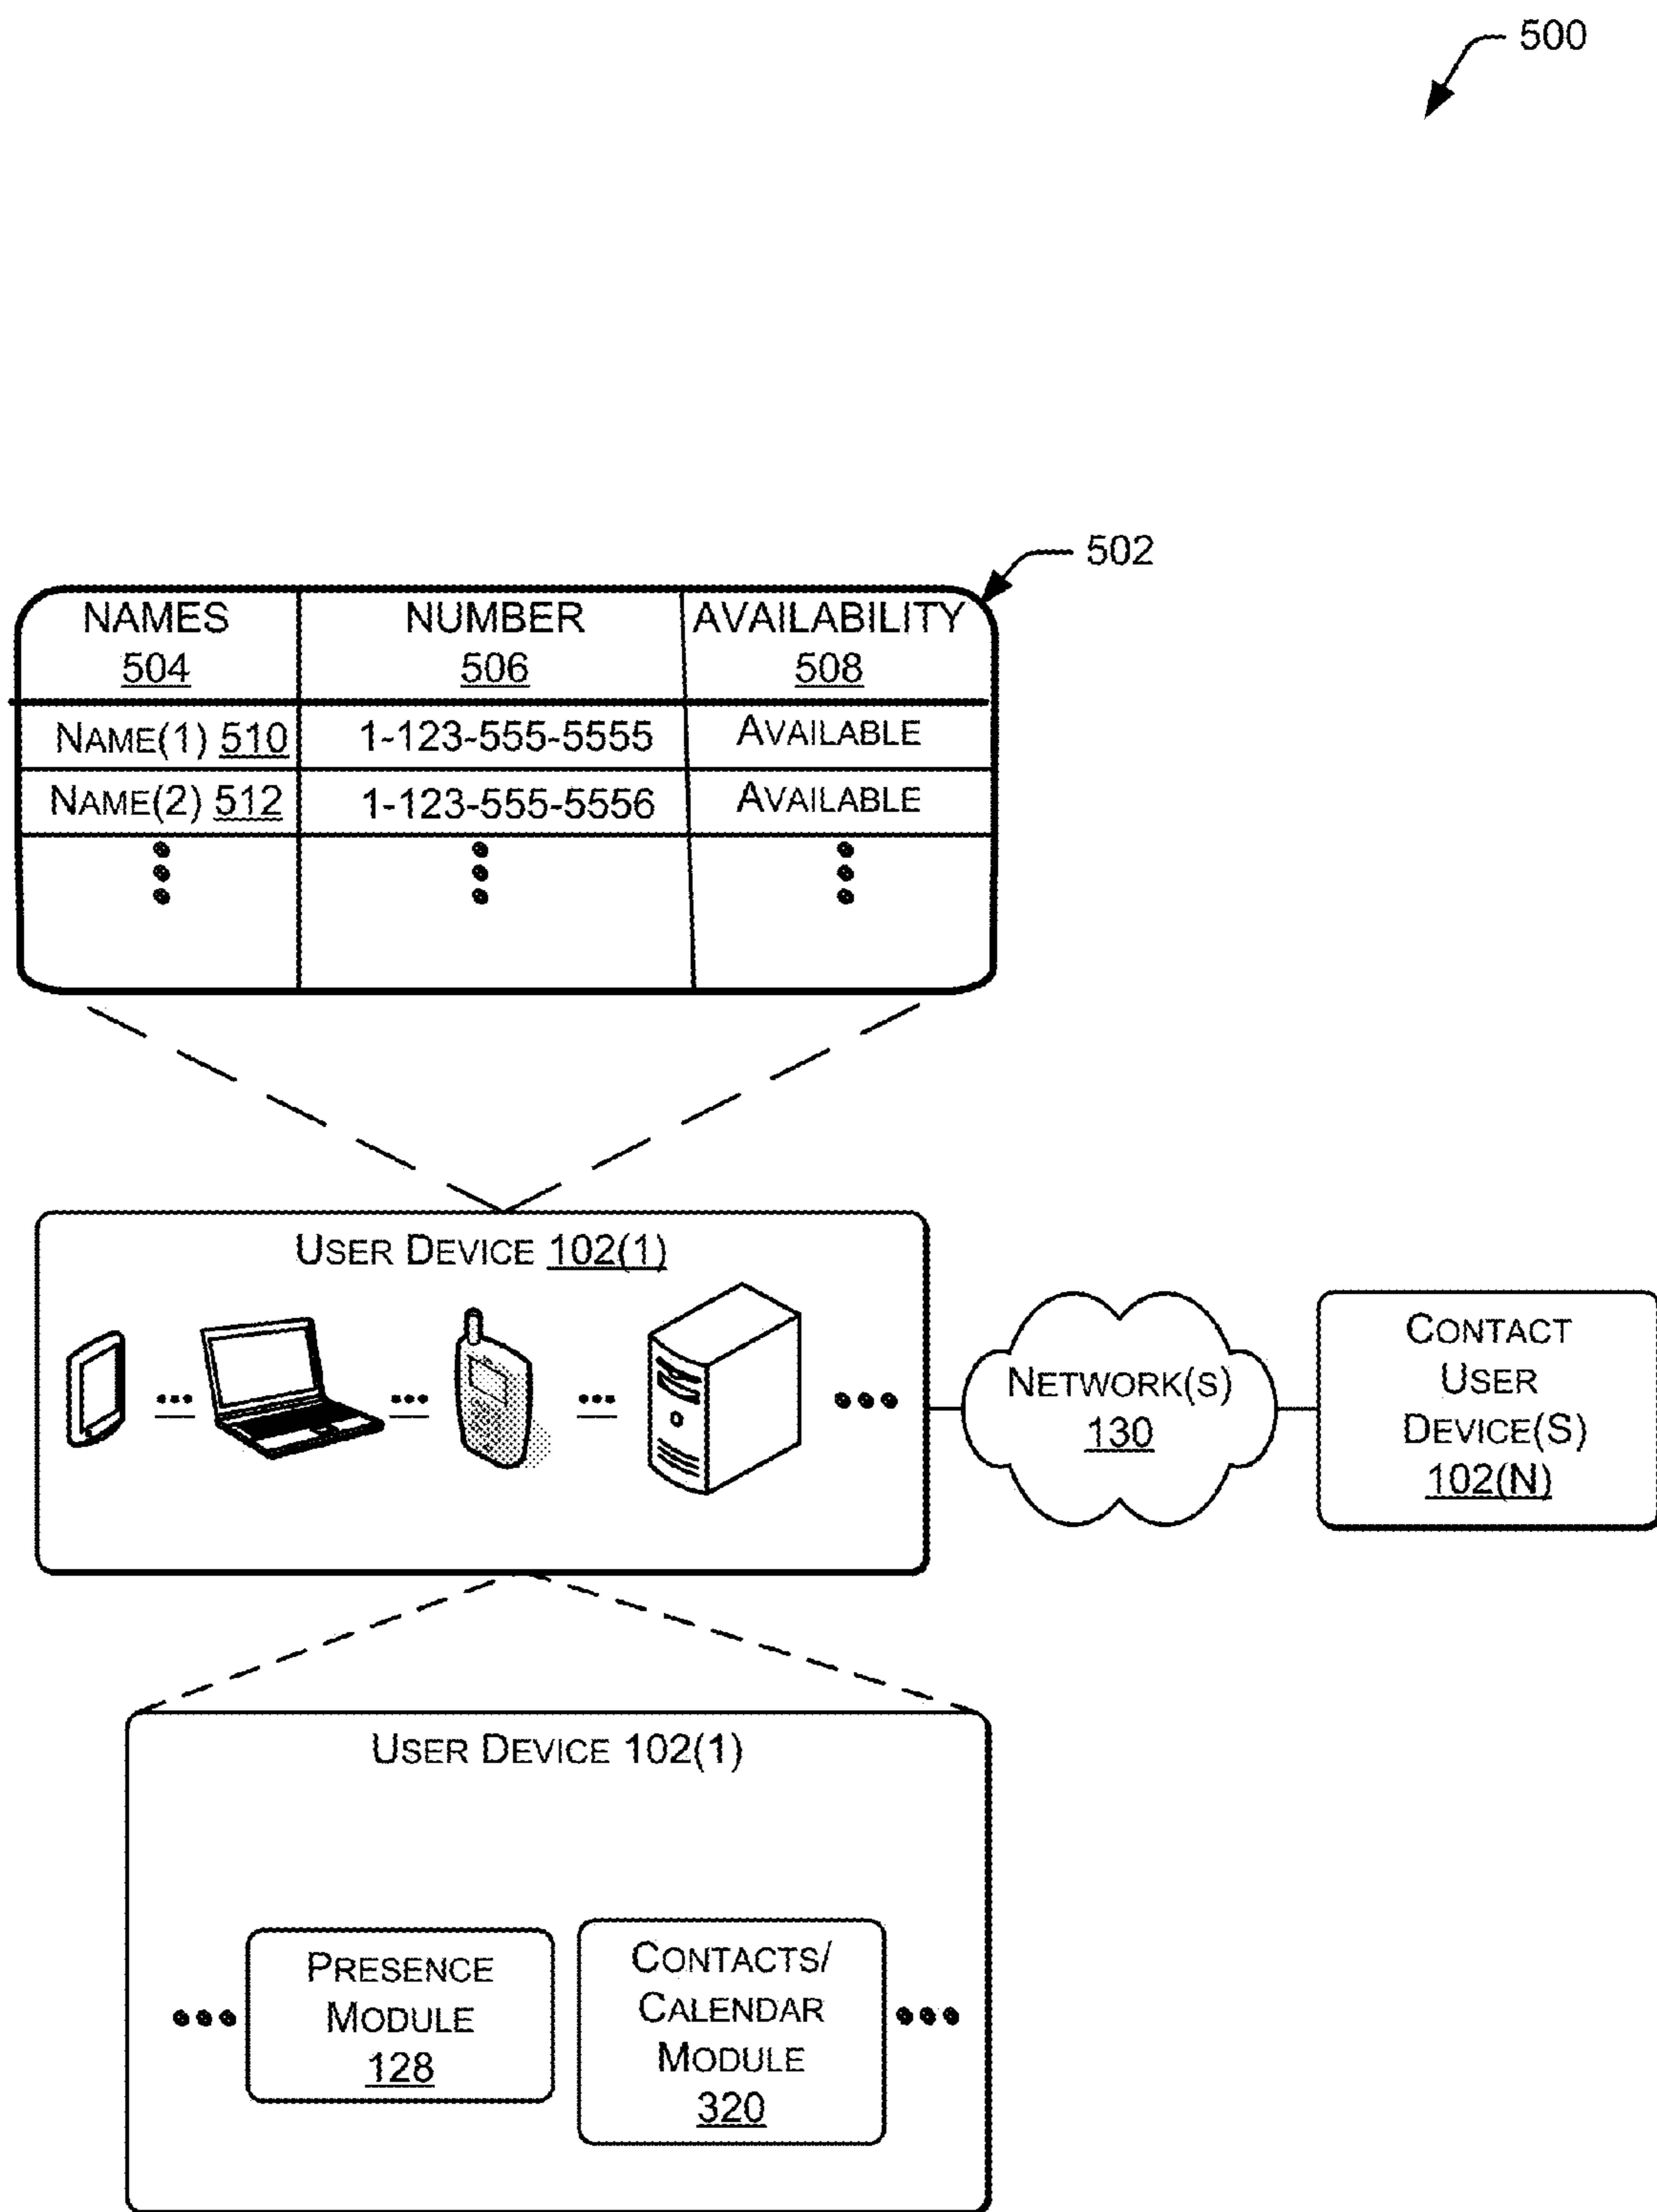 500
502
NAMES NUMBER AVAILABILITY
504 506 508
NAME(1) 510 1-123-555-5555 AVAILABLE
NAME(2) 512 1-123-555-5556 AVAILABLE
USER DEVICE 102(1)
NETWORK(S)
130
CONTACT
USER
DEVICE(S)
102(N)
USER DEVICE 102(1)
PRESENCE
MODULE
128
CONTACTS/
CALENDAR
MODULE
320